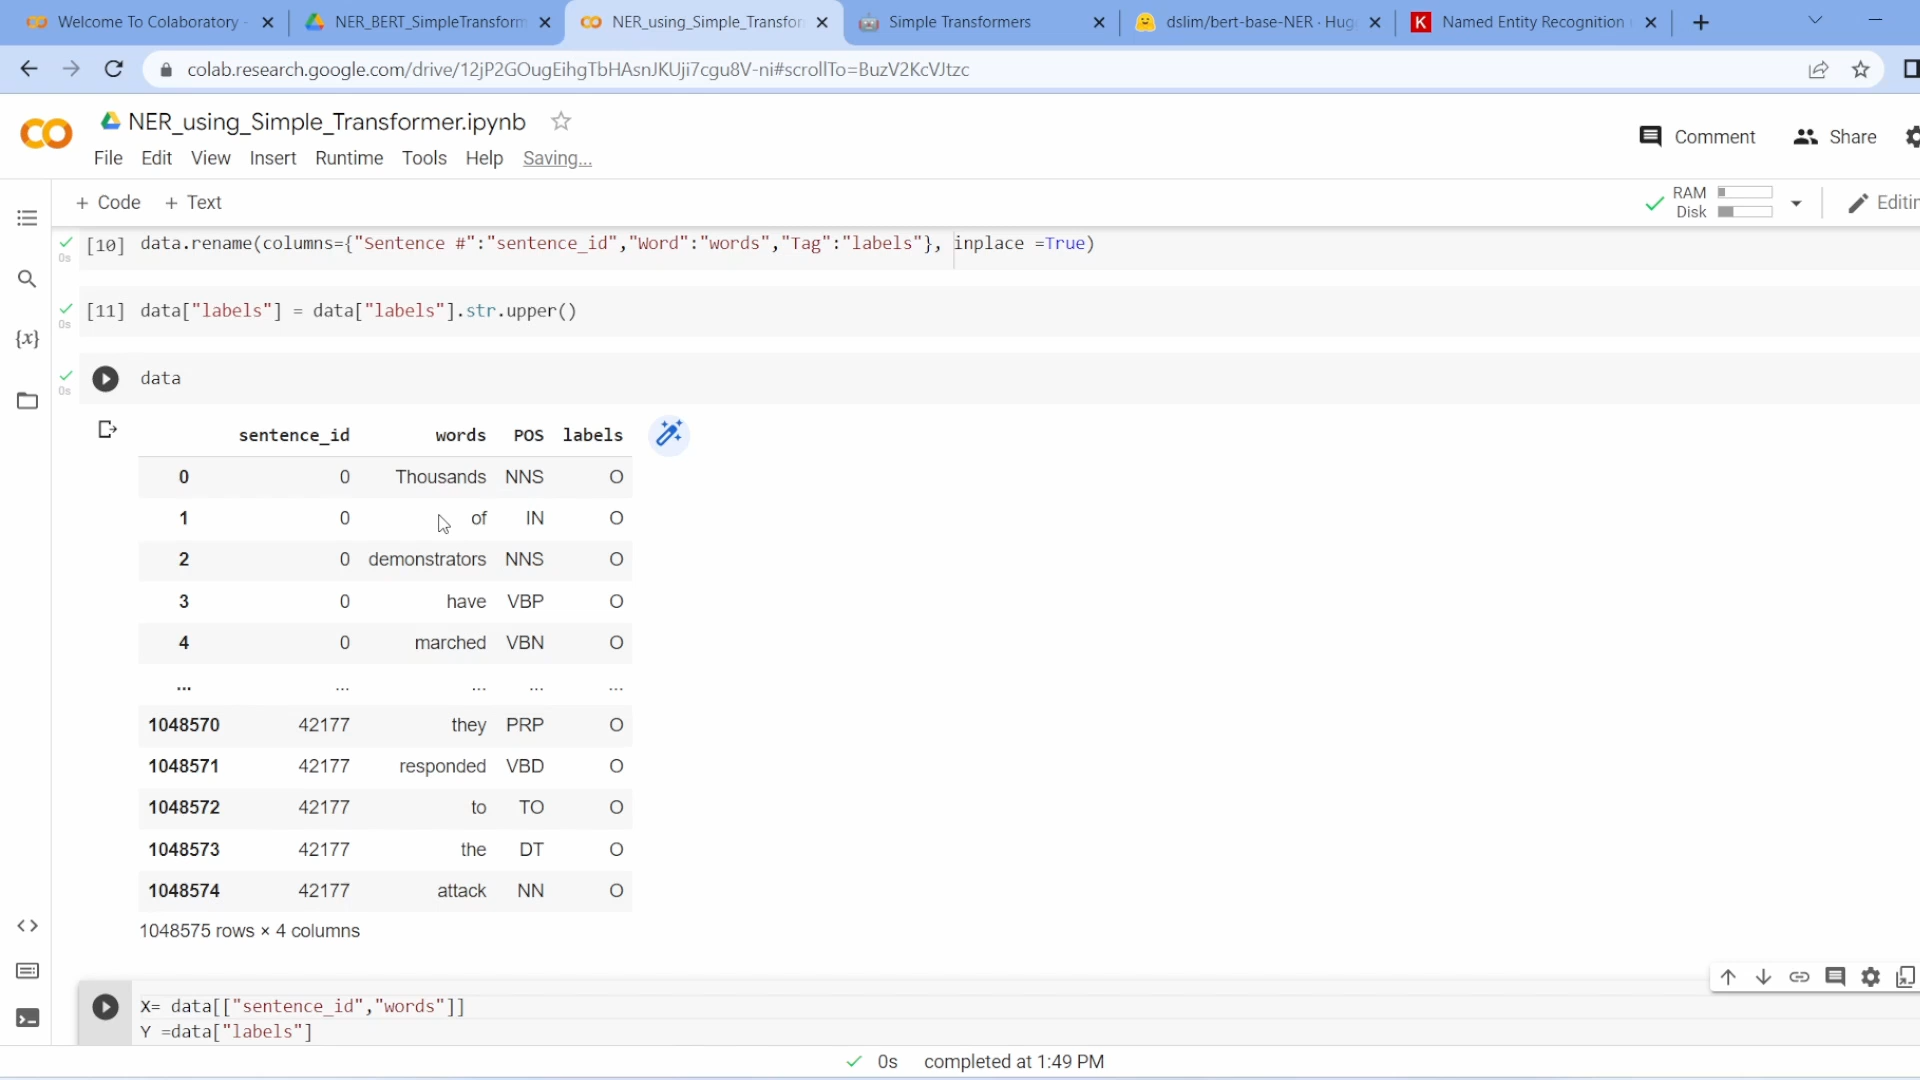 Welcome To Colaboratory
NER_BERT_SimpleTransform
NER_using_Simple_Transfor
Simple Transformers
dslim/bert-base-NER · Hug
K Named Entity Recognition
colab.research.google.com/drive/12jP2GOugEihgTbHAsnJKUji7cgu8V-ni#scrollTo=BuzV2KcVJtzc
NER_using_Simple_Transformer.ipynb
Comment Share
File Edit View Insert Runtime Tools Help Saving...
+ Code + Text
RAM
Disk
Editin
[10] data.rename(columns={"Sentence #":"sentence_id","Word":"words","Tag":"labels"}, inplace =True)
0s
[11] data["labels"] = data["labels"].str.upper()
0s
{x}
data
0s
sentence_id words POS labels
0 0 Thousands NNS O
1 0 of IN O
2 0 demonstrators NNS O
3 0 have VBP O
4 0 marched VBN O
... ... ... ... ...
1048570 42177 they PRP O
1048571 42177 responded VBD O
1048572 42177 to TO O
1048573 42177 the DT O
1048574 42177 attack NN O
1048575 rows × 4 columns
X= data[["sentence_id","words"]]
Y =data["labels"]
0s completed at 1:49 PM